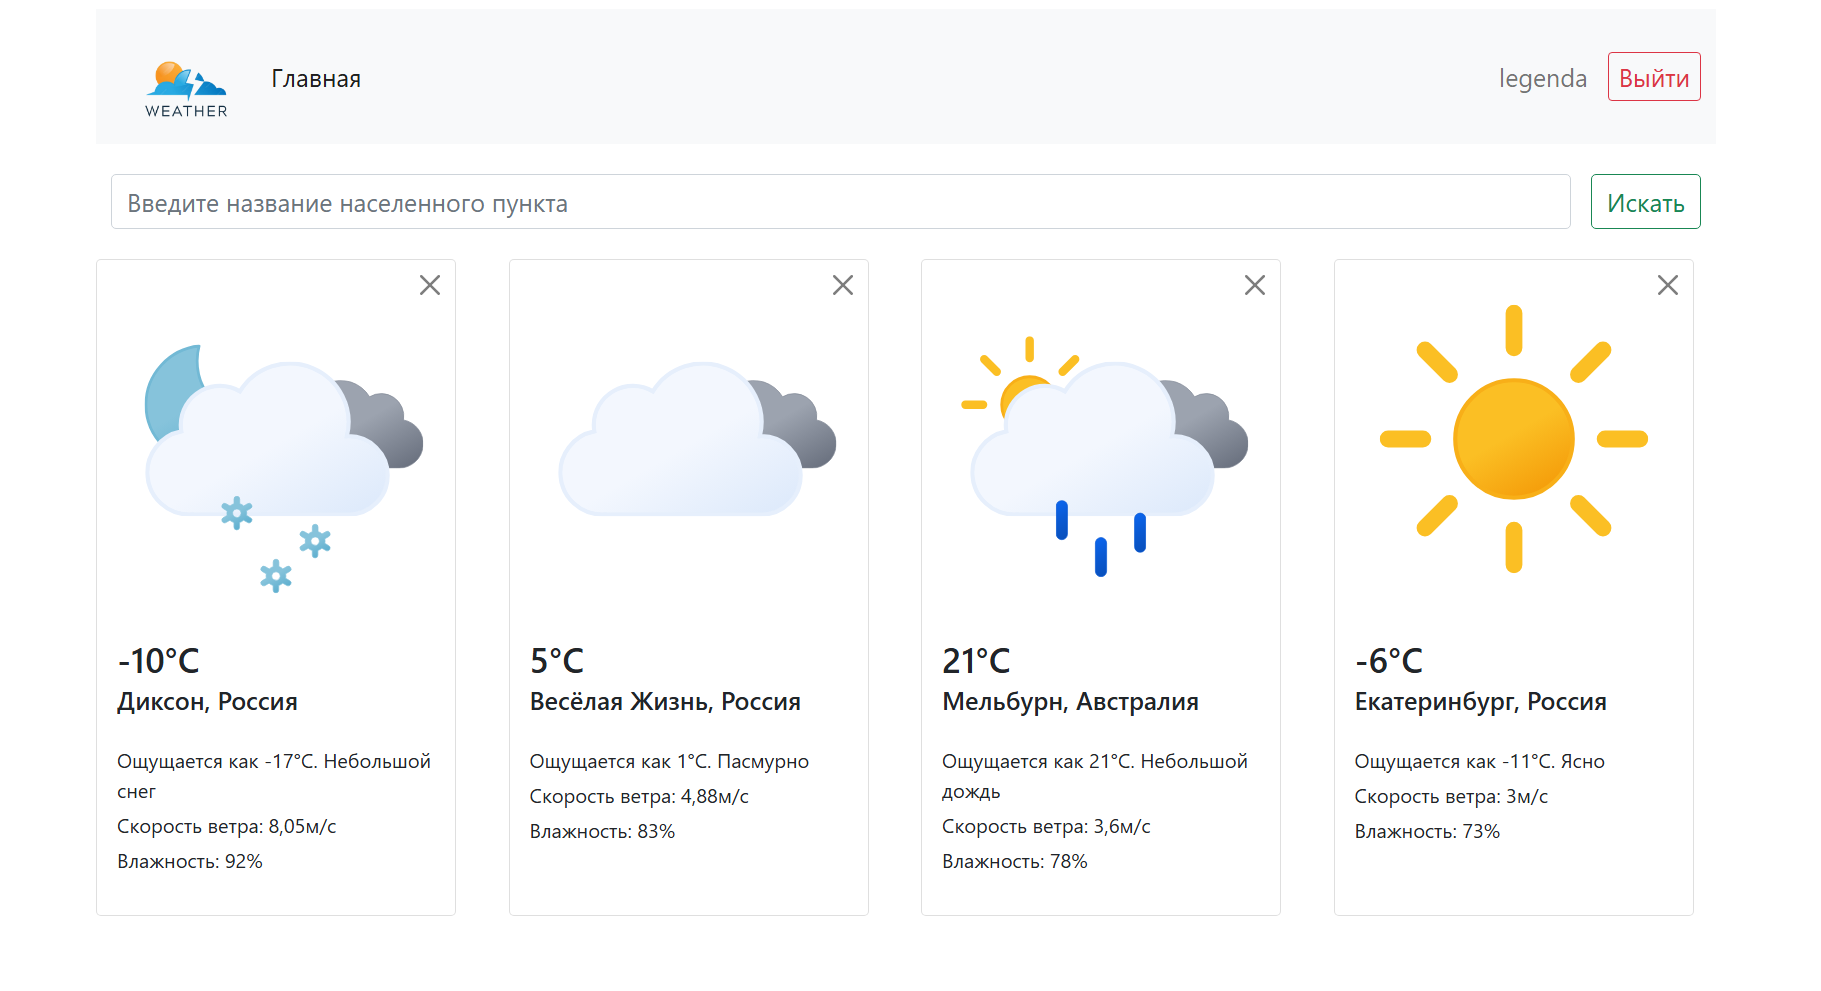 WEATHER
Главная
legenda
Выйти
Введите название населенного пункта
Искать
-10°C
Диксон, Россия
Ощущается как -17°C. Небольшой
снег
Скорость ветра: 8,05м/с
Влажность: 92%
5°C
Весёлая Жизнь, Россия
Ощущается как 1°C. Пасмурно
Скорость ветра: 4,88м/с
Влажность: 83%
21°C
Мельбурн, Австралия
Ощущается как 21°C. Небольшой
дождь
Скорость ветра: 3,6м/с
Влажность: 78%
-6°C
Екатеринбург, Россия
Ощущается как -11°C. Ясно
Скорость ветра: 3м/с
Влажность: 73%